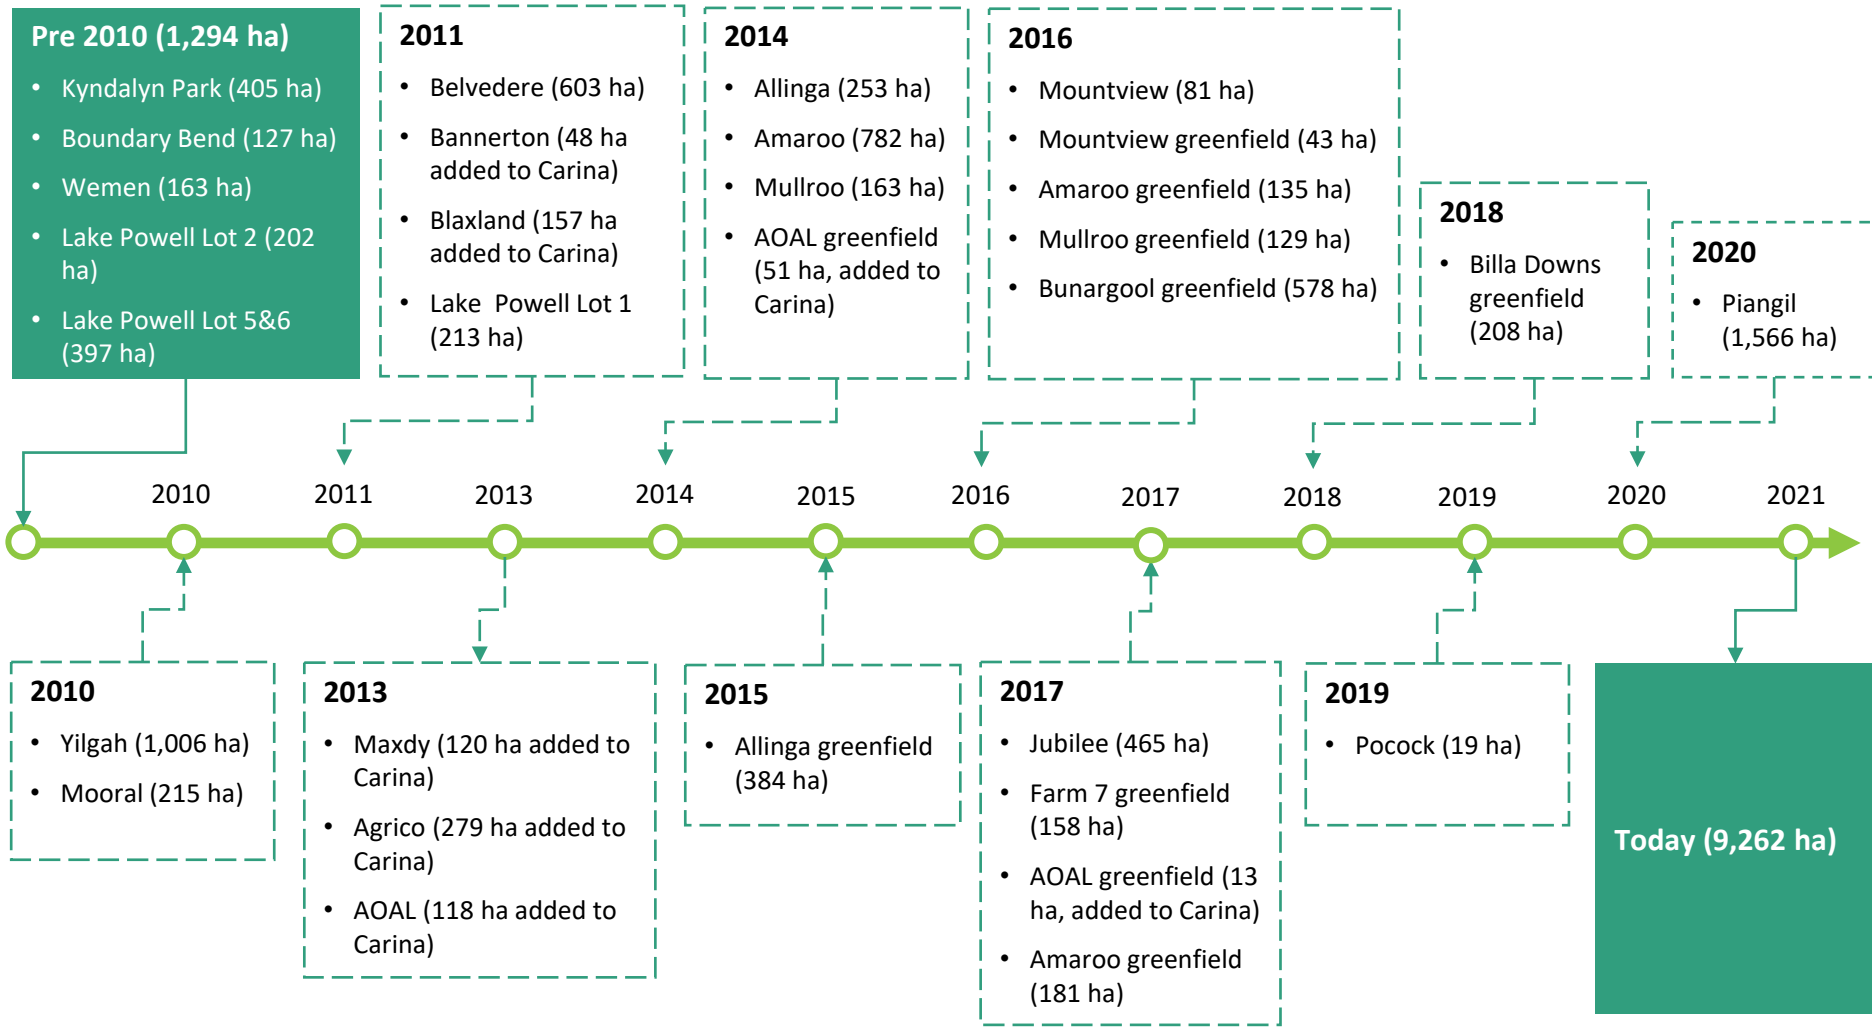 Pre 2010 (1,294 ha)
• Kyndalyn Park (405 ha)
• Boundary Bend (127 ha)
• Wemen (163 ha)
• Lake Powell Lot 2 (202
ha)
• Lake Powell Lot 5&6
(397 ha)
2011
• Belvedere (603 ha)
• Bannerton (48 ha
added to Carina)
• Blaxland (157 ha
added to Carina)
• Lake Powell Lot 1
(213 ha)
2014
• Allinga (253 ha)
• Amaroo (782 ha)
• Mullroo (163 ha)
• AOAL greenfield
(51 ha, added to
Carina)
2016
• Mountview (81 ha)
• Mountview greenfield (43 ha)
• Amaroo greenfield (135 ha)
• Mullroo greenfield (129 ha)
• Bunargool greenfield (578 ha)
2018
• Billa Downs
greenfield
(208 ha)
2020
• Piangil
(1,566 ha)
2010 2011 2013 2014 2015 2016 2017 2018 2019 2020 2021
2010
• Yilgah (1,006 ha)
• Mooral (215 ha)
2013
• Maxdy (120 ha added to
Carina)
• Agrico (279 ha added to
Carina)
• AOAL (118 ha added to
Carina)
2015
• Allinga greenfield
(384 ha)
2017
• Jubilee (465 ha)
• Farm 7 greenfield
(158 ha)
• AOAL greenfield (13
ha, added to Carina)
• Amaroo greenfield
(181 ha)
2019
• Pocock (19 ha)
Today (9,262 ha)